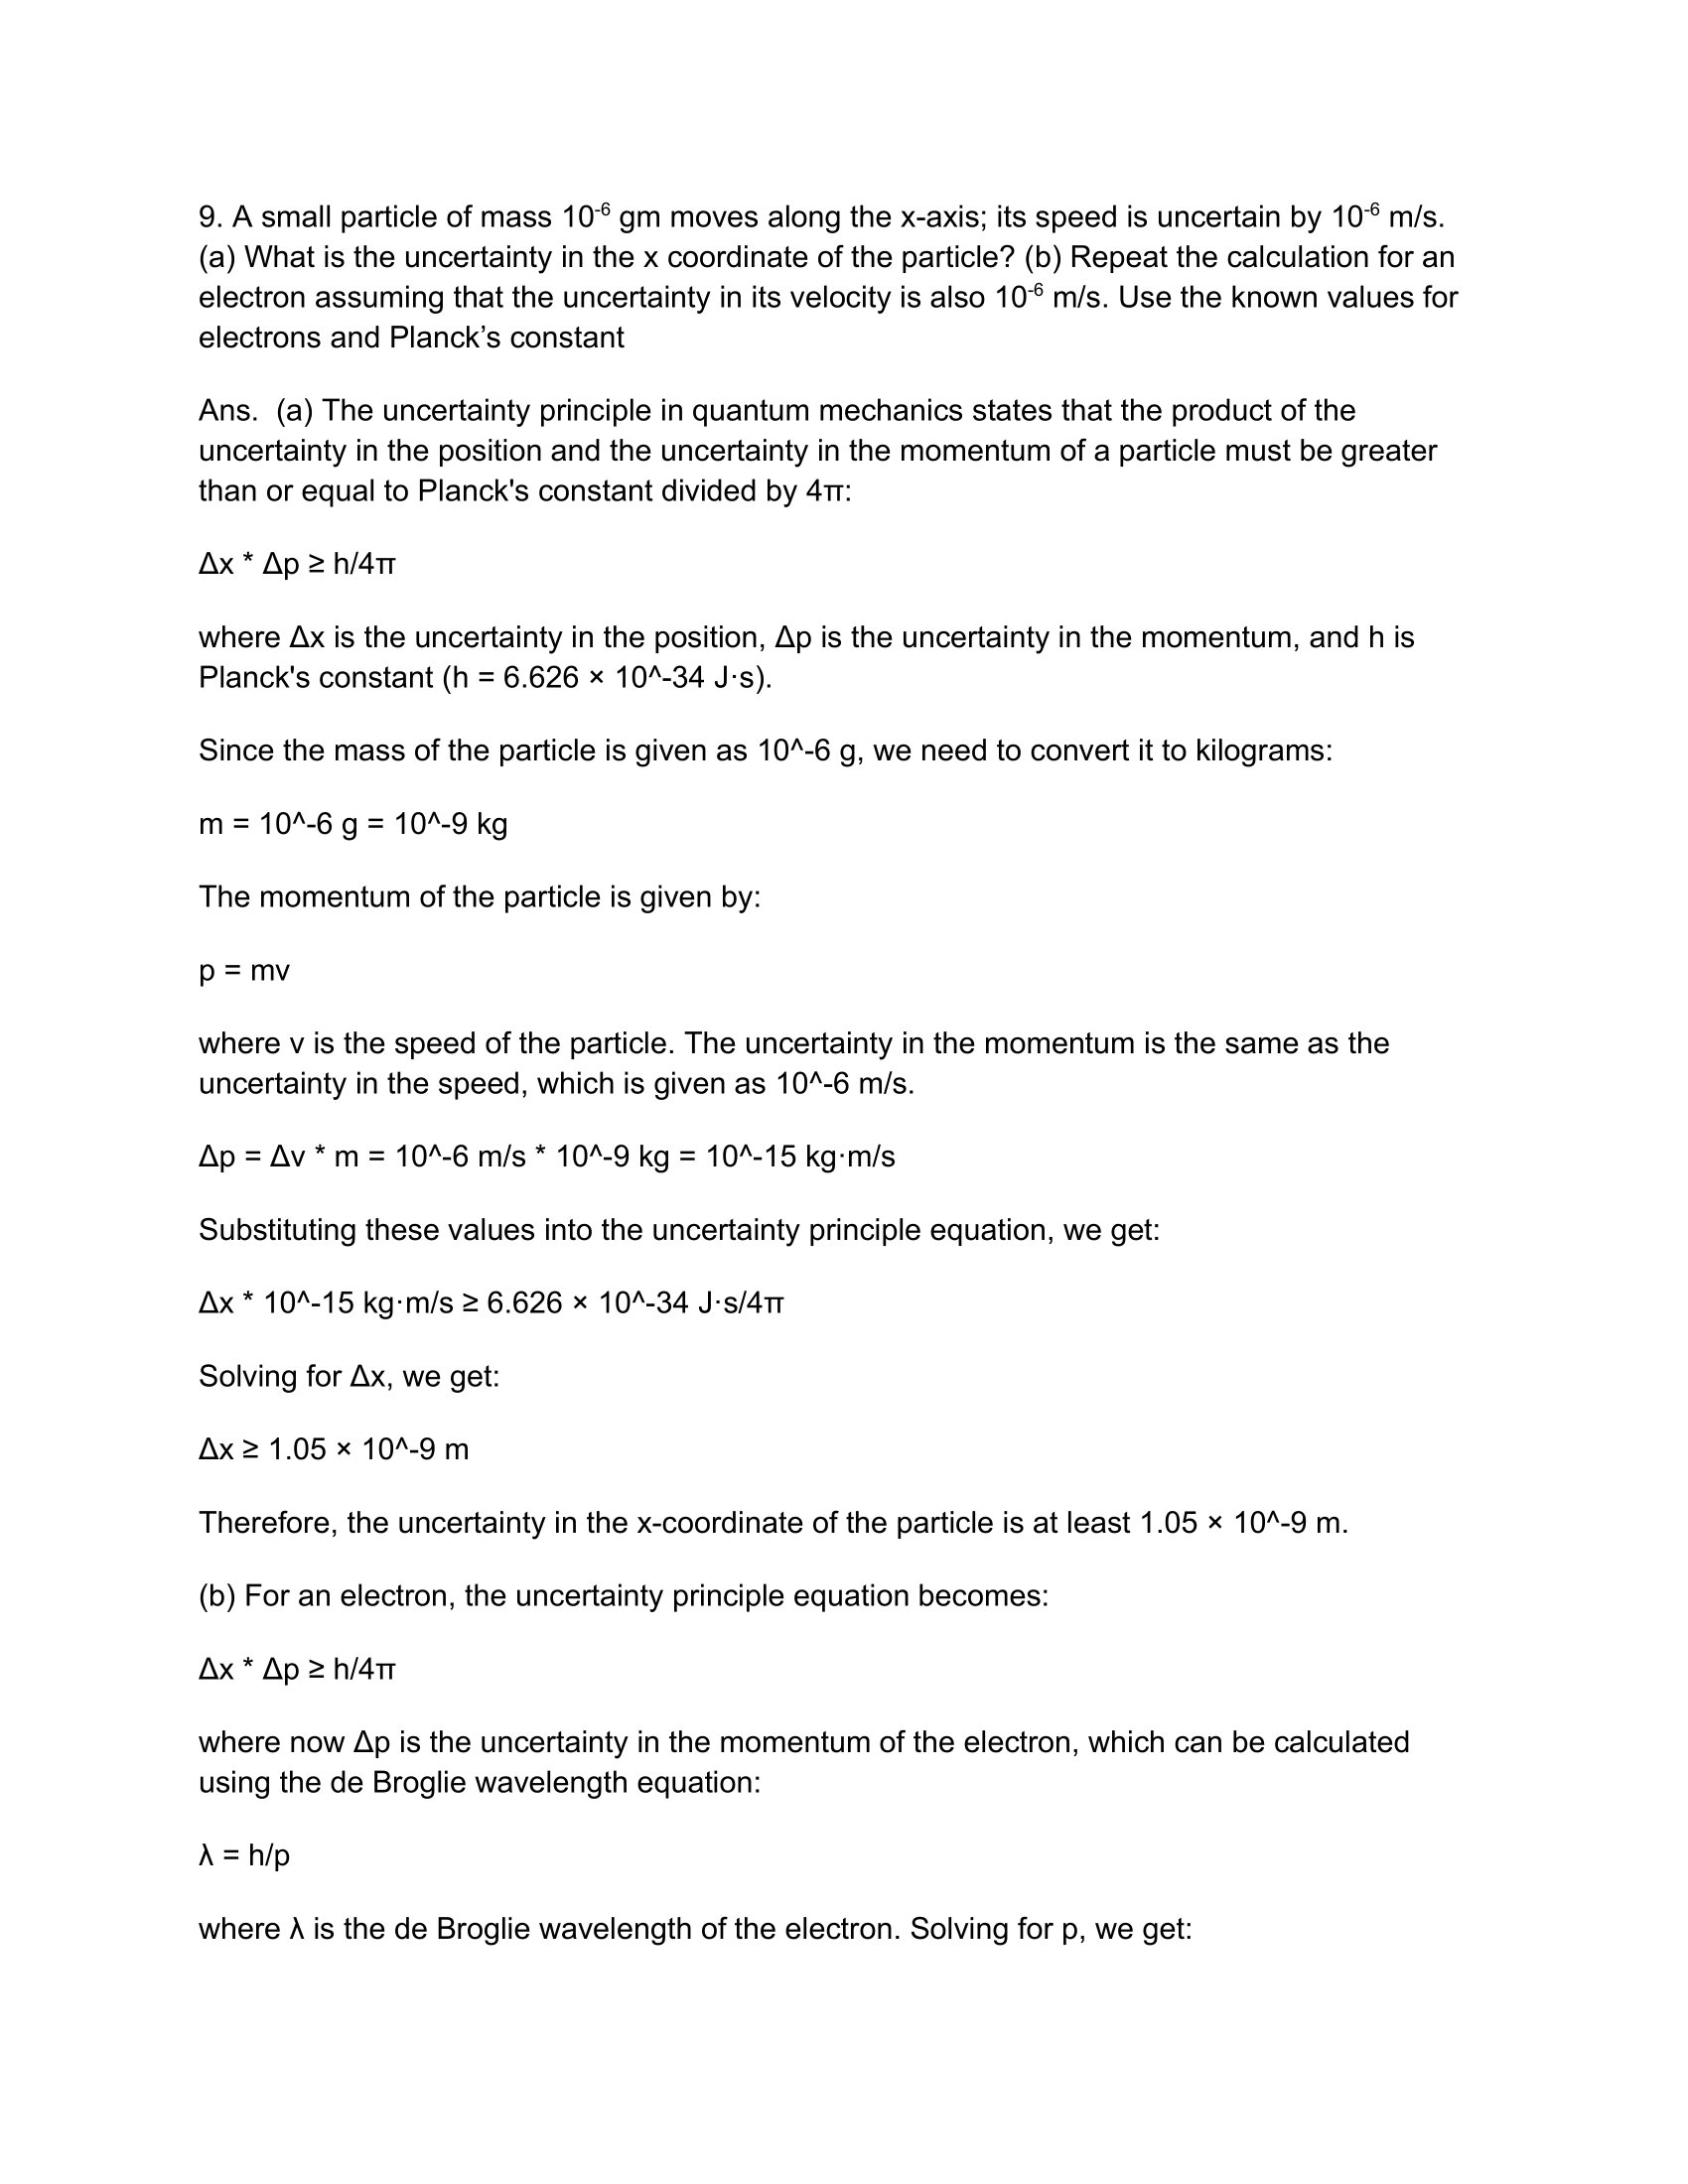 9. A small particle of mass 10⁻⁶ gm moves along the x-axis; its speed is uncertain by 10⁻⁶ m/s.
(a) What is the uncertainty in the x coordinate of the particle? (b) Repeat the calculation for an
electron assuming that the uncertainty in its velocity is also 10⁻⁶ m/s. Use the known values for
electrons and Planck’s constant
Ans.  (a) The uncertainty principle in quantum mechanics states that the product of the
uncertainty in the position and the uncertainty in the momentum of a particle must be greater
than or equal to Planck's constant divided by 4π:
Δx * Δp ≥ h/4π
where Δx is the uncertainty in the position, Δp is the uncertainty in the momentum, and h is
Planck's constant (h = 6.626 × 10^-34 J·s).
Since the mass of the particle is given as 10^-6 g, we need to convert it to kilograms:
m = 10^-6 g = 10^-9 kg
The momentum of the particle is given by:
p = mv
where v is the speed of the particle. The uncertainty in the momentum is the same as the
uncertainty in the speed, which is given as 10^-6 m/s.
Δp = Δv * m = 10^-6 m/s * 10^-9 kg = 10^-15 kg·m/s
Substituting these values into the uncertainty principle equation, we get:
Δx * 10^-15 kg·m/s ≥ 6.626 × 10^-34 J·s/4π
Solving for Δx, we get:
Δx ≥ 1.05 × 10^-9 m
Therefore, the uncertainty in the x-coordinate of the particle is at least 1.05 × 10^-9 m.
(b) For an electron, the uncertainty principle equation becomes:
Δx * Δp ≥ h/4π
where now Δp is the uncertainty in the momentum of the electron, which can be calculated
using the de Broglie wavelength equation:
λ = h/p
where λ is the de Broglie wavelength of the electron. Solving for p, we get: